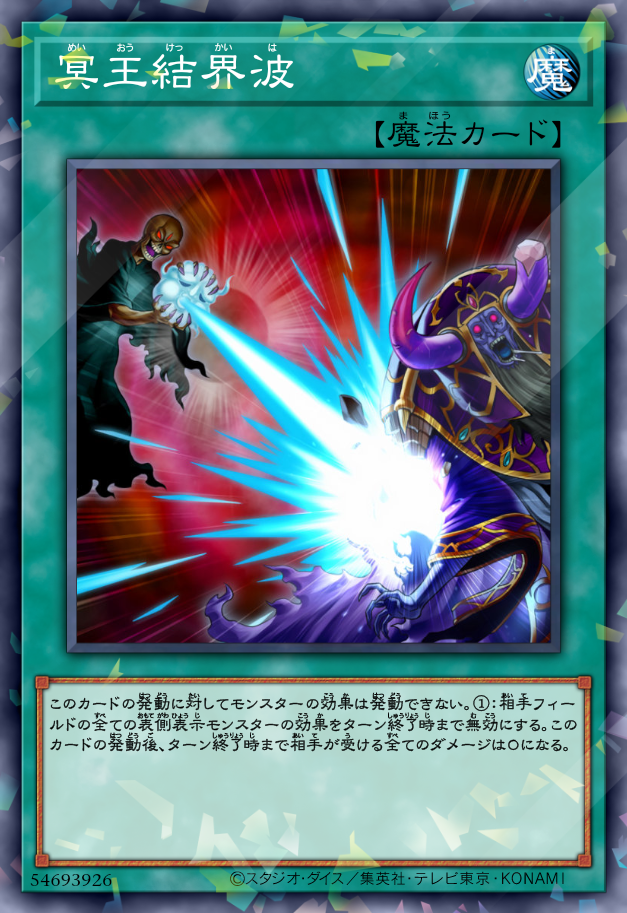 冥王結界波
魔
【魔法カード】
このカードの発動に対してモンスターの効果は発動できない。①：相手フィー
ルドの全ての表側表示モンスターの効果をターン終了時まで無効にする。この
カードの発動後、ターン終了時まで相手が受ける全てのダメージは0になる。
54693926
©スタジオ・ダイス／集英社・テレビ東京・KONAMI